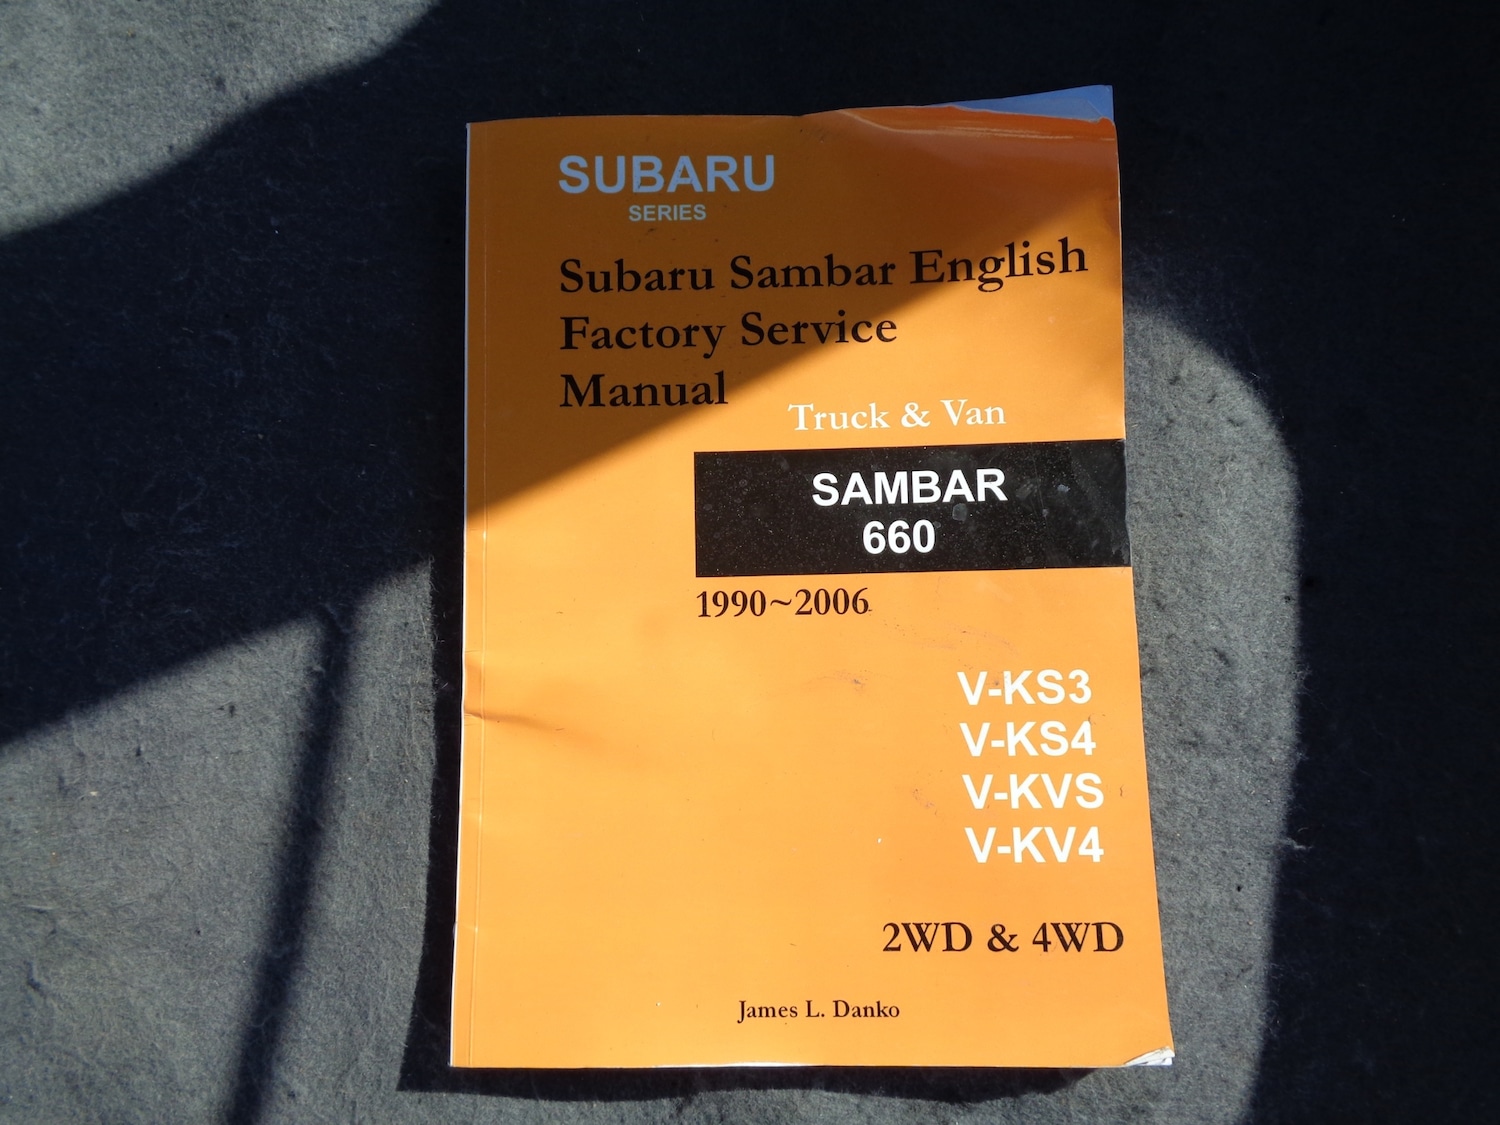 SUBARU
SERIES
Subaru Sambar English
Factory Service
Manual
Truck & Van
SAMBAR
660
1990~2006
V-KS3
V-KS4
V-KVS
V-KV4
2WD & 4WD
James L. Danko